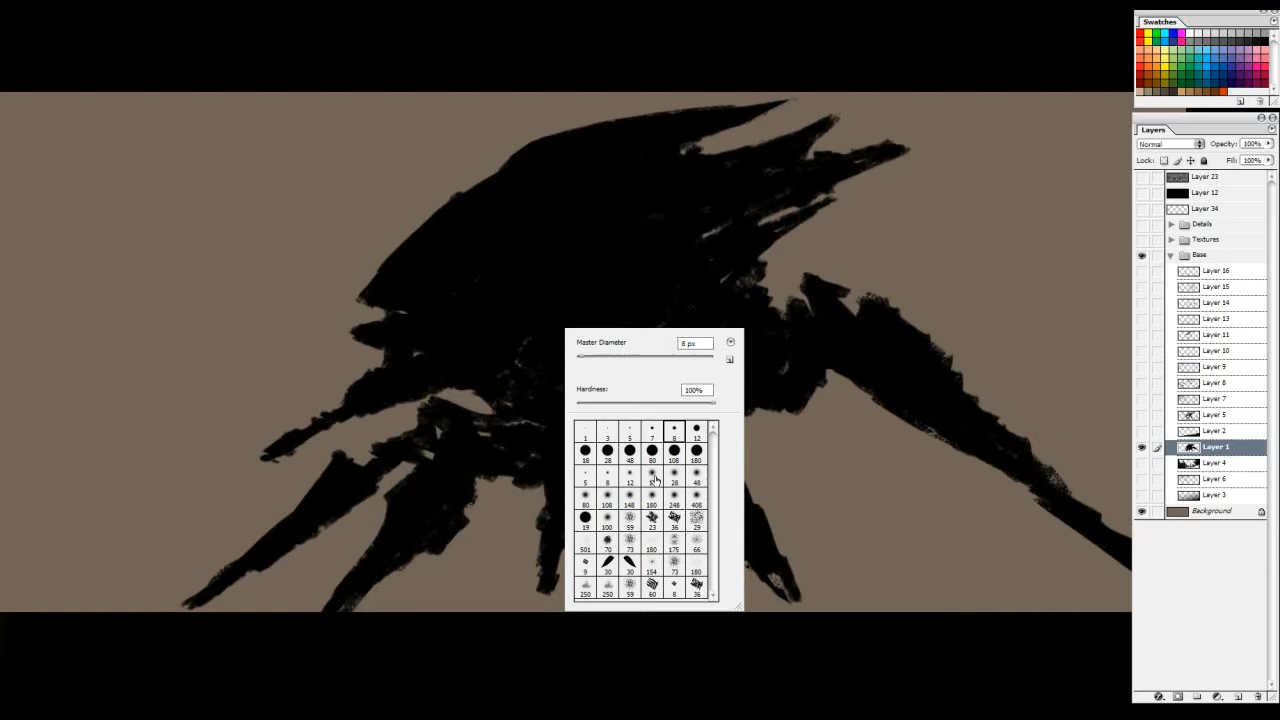 Swatches
Layers
Normal
Opacity: 100%
Lock: Fill: 100%
Layer 23
Layer 12
Layer 34
Details
Textures
Base
Layer 16
Layer 15
Layer 14
Layer 13
Layer 11
Layer 10
Layer 9
Layer 8
Layer 7
Layer 5
Layer 2
Layer 1
Layer 4
Layer 6
Layer 3
Background
Master Diameter 8 px
Hardness: 100%
1 3 5 7 8 12
18 28 48 80 108 180
5 8 12 28 48
80 108 148 180 248 408
19 100 59 23 36 29
501 70 73 180 175 66
9 30 30 154 73 180
250 250 59 60 8 36